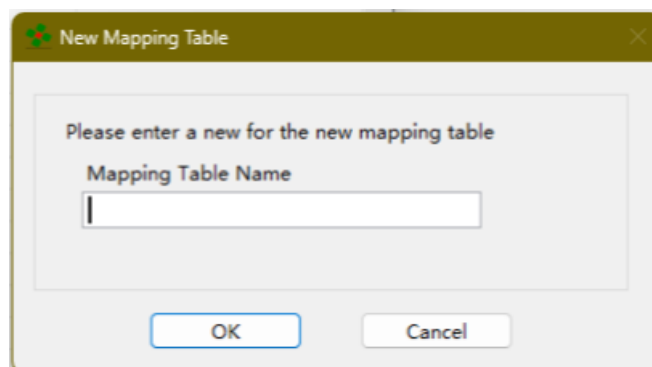 New Mapping Table
Please enter a new for the new mapping table
Mapping Table Name
OK
Cancel